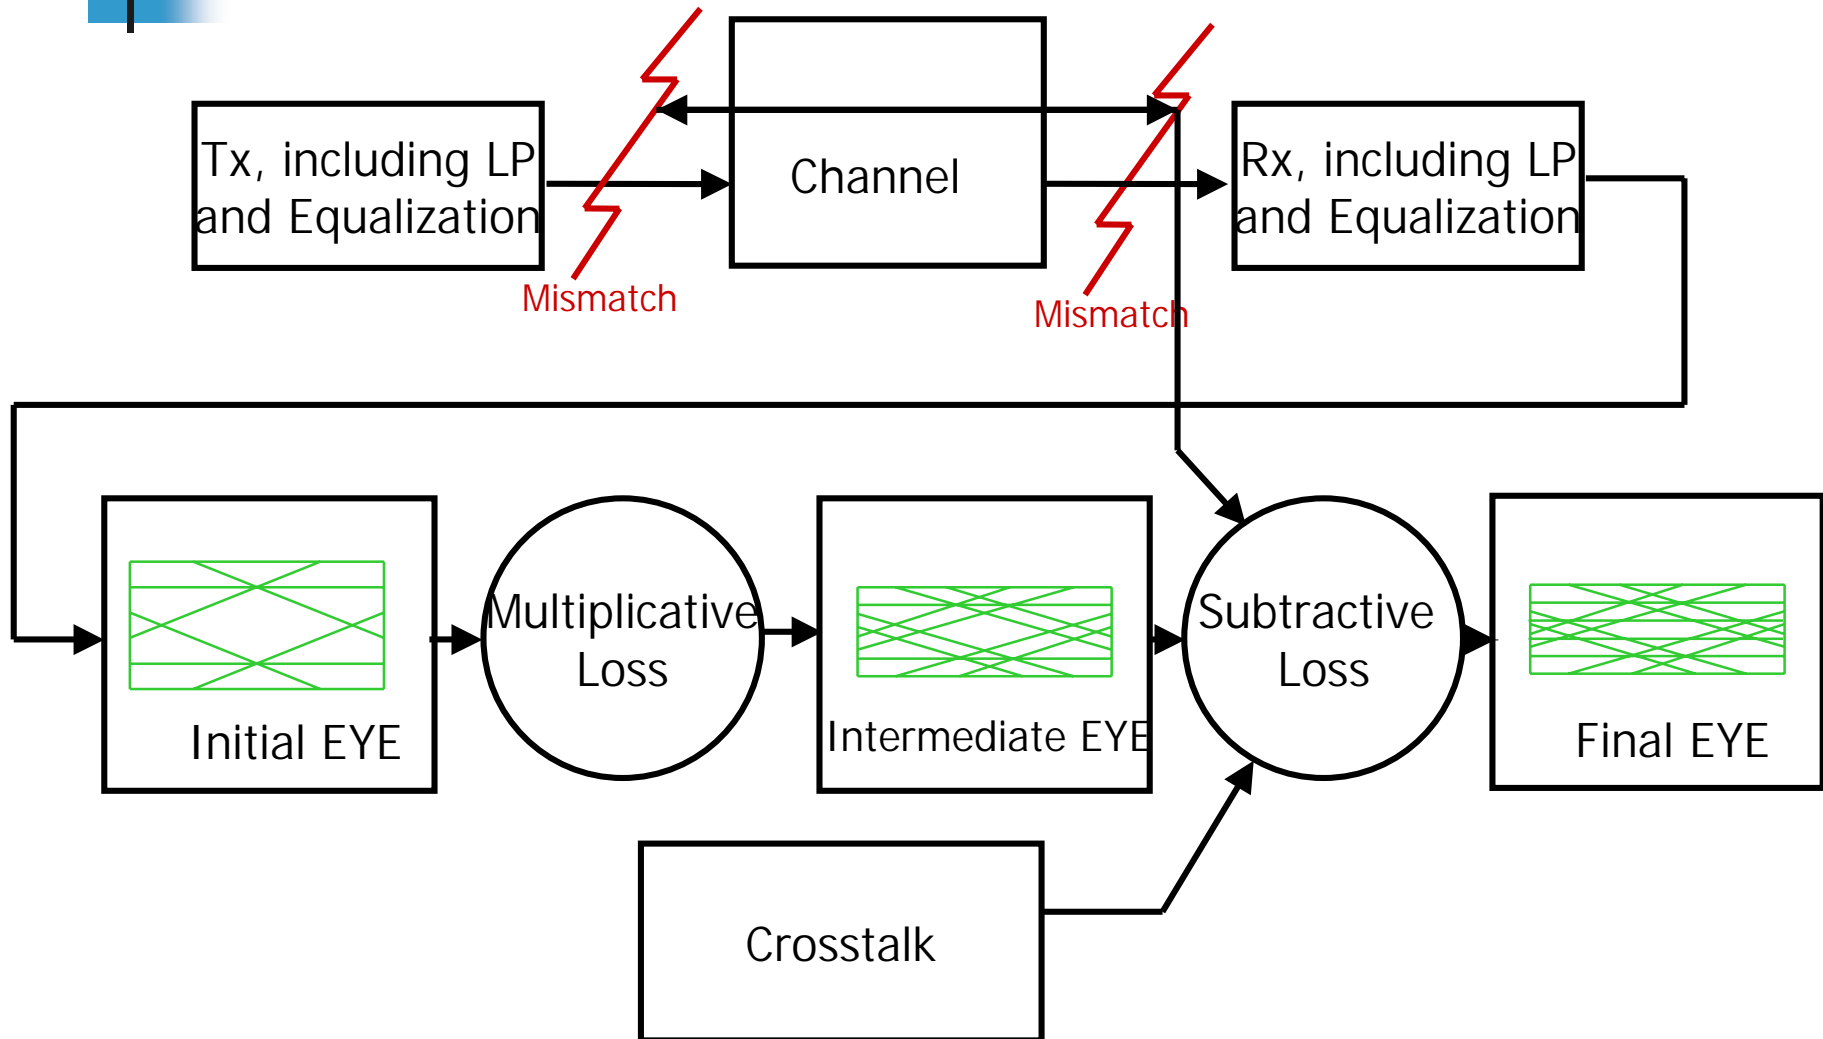 Tx, including LP
and Equalization
Channel
Rx, including LP
and Equalization
Mismatch
Mismatch
Initial EYE
Multiplicative
Loss
Intermediate EYE
Subtractive
Loss
Final EYE
Crosstalk